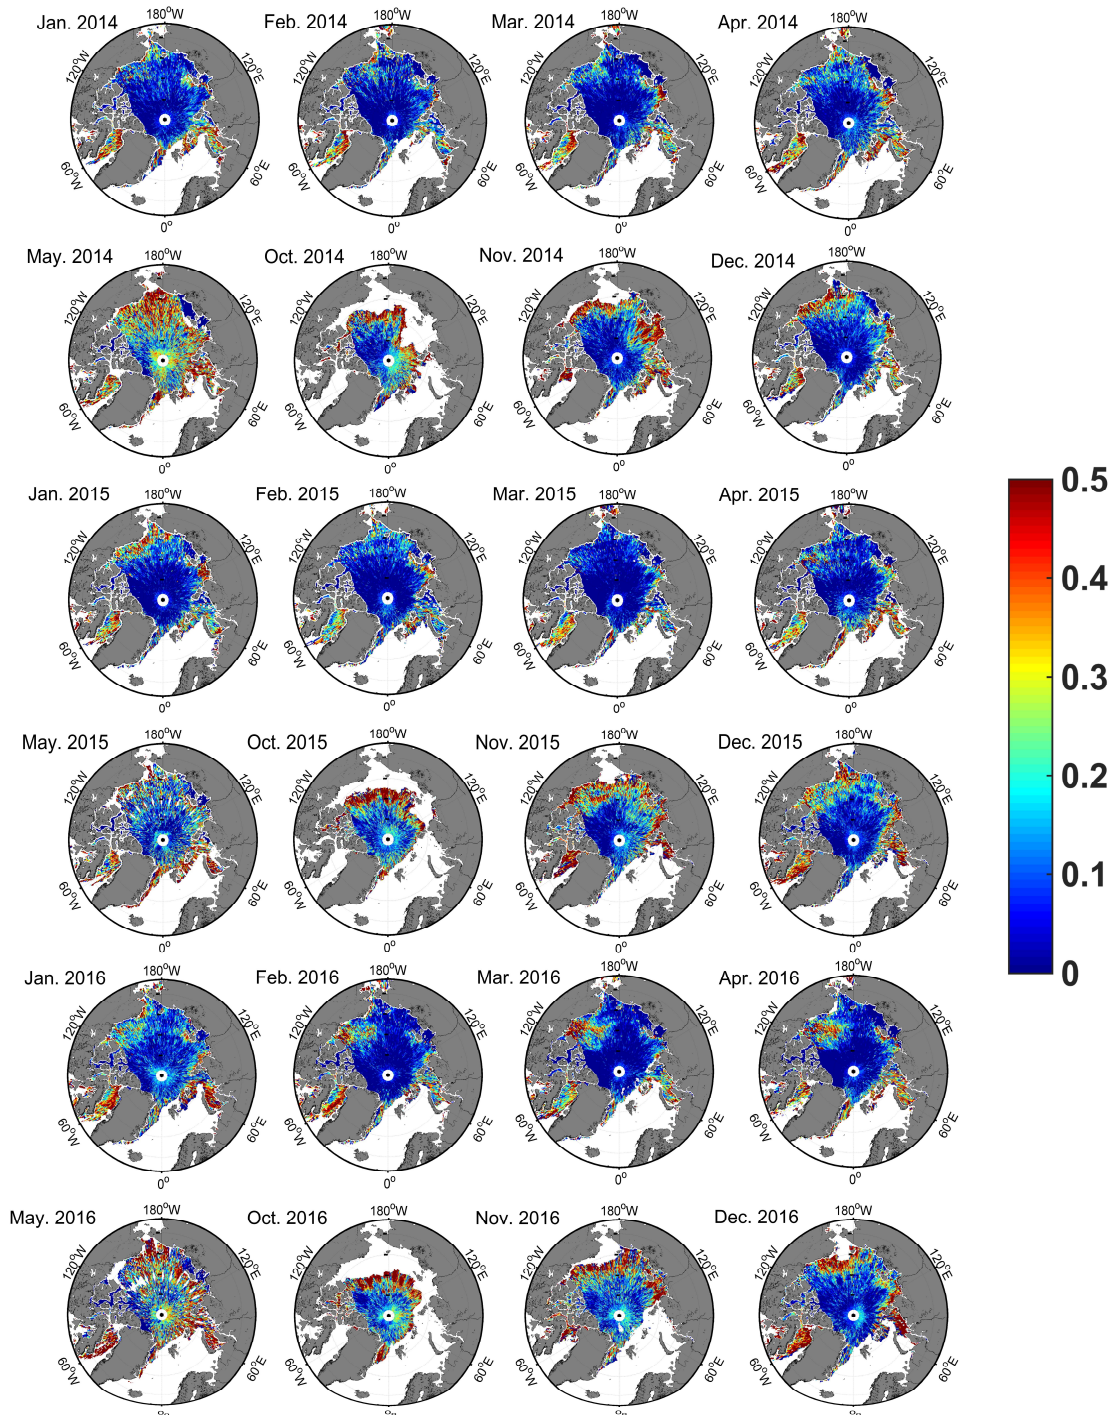 Jan. 2014
180°W
120°W
120°E
60°W
60°E
0°
Feb. 2014
180°W
120°W
120°E
60°W
60°E
0°
Mar. 2014
180°W
120°W
120°E
60°W
60°E
0°
Apr. 2014
180°W
120°W
120°E
60°W
60°E
0°
May. 2014
180°W
120°W
120°E
60°W
60°E
0°
Oct. 2014
180°W
120°W
120°E
60°W
60°E
0°
Nov. 2014
180°W
120°W
120°E
60°W
60°E
0°
Dec. 2014
180°W
120°W
120°E
60°W
60°E
0°
Jan. 2015
180°W
120°W
120°E
60°W
60°E
0°
Feb. 2015
180°W
120°W
120°E
60°W
60°E
0°
Mar. 2015
180°W
120°W
120°E
60°W
60°E
0°
Apr. 2015
180°W
120°W
120°E
60°W
60°E
0°
May. 2015
180°W
120°W
120°E
60°W
60°E
0°
Oct. 2015
180°W
120°W
120°E
60°W
60°E
0°
Nov. 2015
180°W
120°W
120°E
60°W
60°E
0°
Dec. 2015
180°W
120°W
120°E
60°W
60°E
0°
Jan. 2016
180°W
120°W
120°E
60°W
60°E
0°
Feb. 2016
180°W
120°W
120°E
60°W
60°E
0°
Mar. 2016
180°W
120°W
120°E
60°W
60°E
0°
Apr. 2016
180°W
120°W
120°E
60°W
60°E
0°
May. 2016
180°W
120°W
120°E
60°W
60°E
Oct. 2016
180°W
120°W
120°E
60°W
60°E
Nov. 2016
180°W
120°W
120°E
60°W
60°E
Dec. 2016
180°W
120°W
120°E
60°W
60°E
0.5
0.4
0.3
0.2
0.1
0